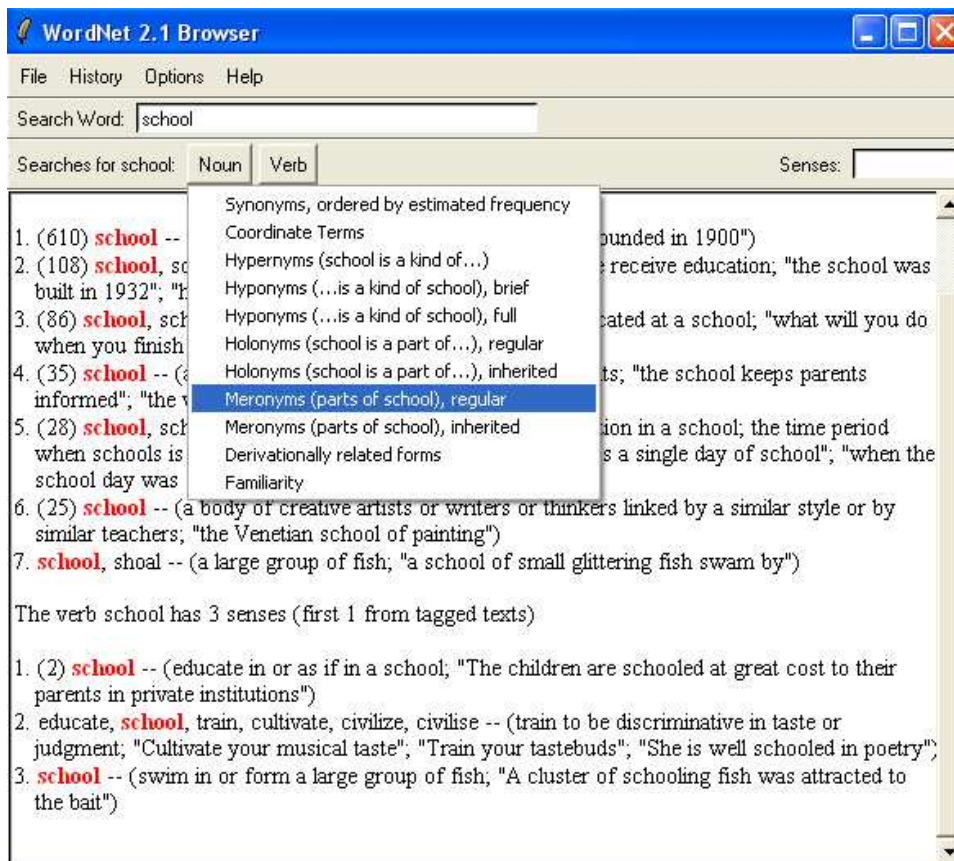 WordNet 2.1 Browser
File History Options Help
Search Word: school
Searches for school: Noun Verb Senses:
Synonyms, ordered by estimated frequency
Coordinate Terms
Hypernyms (school is a kind of...)
Hyponyms (...is a kind of school), brief
Hyponyms (...is a kind of school), full
Holonyms (school is a part of...), regular
Holonyms (school is a part of...), inherited
Meronyms (parts of school), regular
Meronyms (parts of school), inherited
Derivationally related forms
Familiarity
1. (610) school -- ounded in 1900")
2. (108) school, receive education; "the school was
built in 1932";
3. (86) school, cated at a school; "what will you do
when you finish
4. (35) school -- ts; "the school keeps parents
informed"; "the
5. (28) school, ion in a school; the time period
when schools is s a single day of school"; "when the
school day was
6. (25) school -- (a body of creative artists or writers or thinkers linked by a similar style or by
similar teachers; "the Venetian school of painting")
7. school, shoal -- (a large group of fish; "a school of small glittering fish swam by")
The verb school has 3 senses (first 1 from tagged texts)
1. (2) school -- (educate in or as if in a school; "The children are schooled at great cost to their
parents in private institutions")
2. educate, school, train, cultivate, civilize, civilise -- (train to be discriminative in taste or
judgment; "Cultivate your musical taste"; "Train your tastebuds"; "She is well schooled in poetry")
3. school -- (swim in or form a large group of fish; "A cluster of schooling fish was attracted to
the bait")